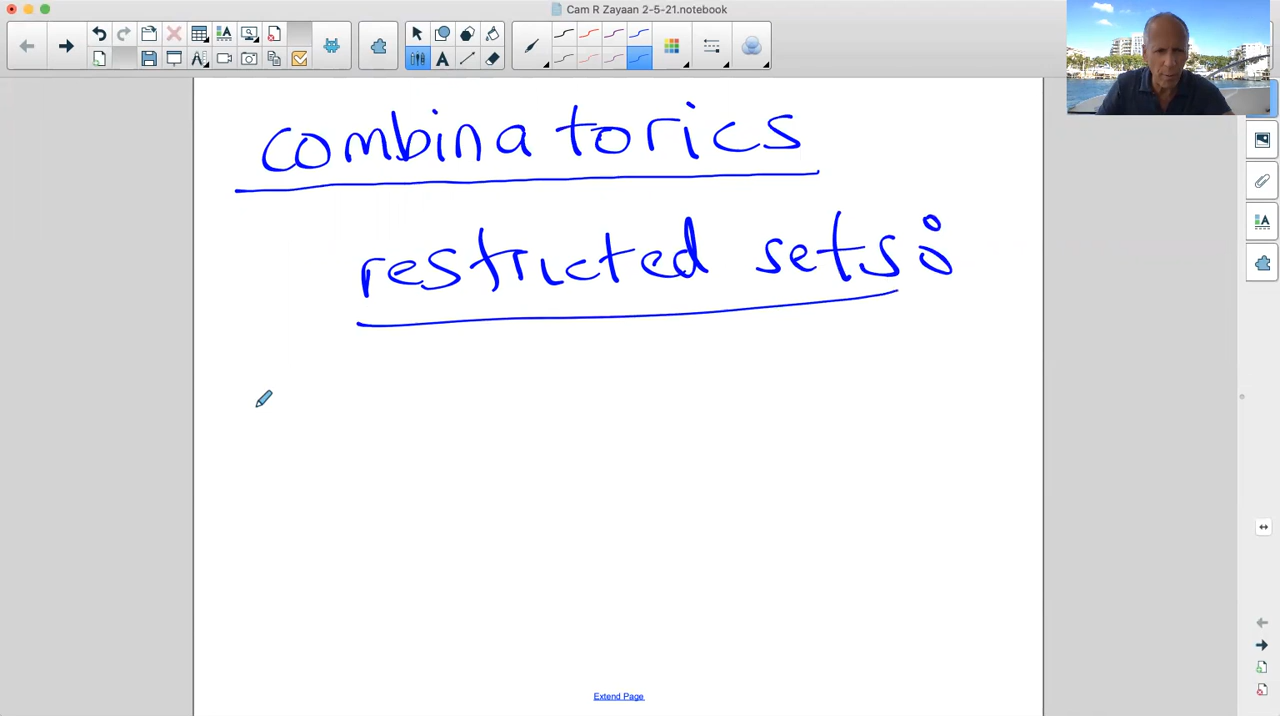 Cam R Zayaan 2-5-21.notebook
combinatorics
restricted sets:
Extend Page